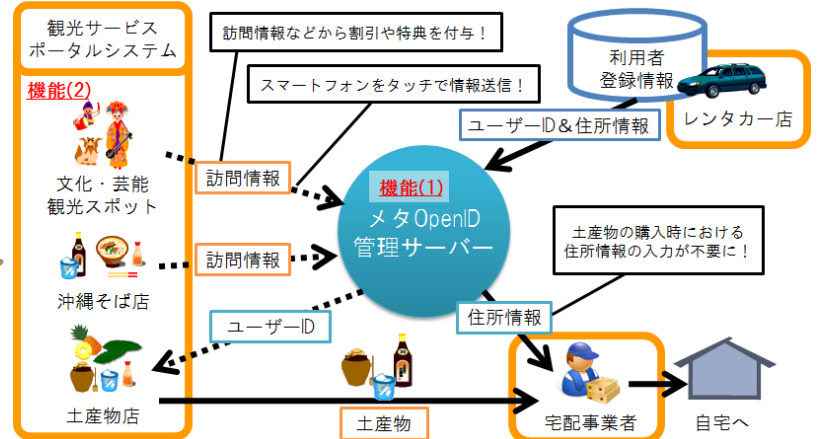 観光サービス
ポータルシステム
訪問情報などから割引や特典を付与！
スマートフォンをタッチで情報送信！
利用者
登録情報
レンタカー店
ユーザーID＆住所情報
機能(2)
文化・芸能
観光スポット
訪問情報
機能(1)
メタOpenID
管理サーバー
土産物の購入時における
住所情報の入力が不要に！
訪問情報
沖縄そば店
ユーザーID
住所情報
土産物店
土産物
宅配事業者
自宅へ